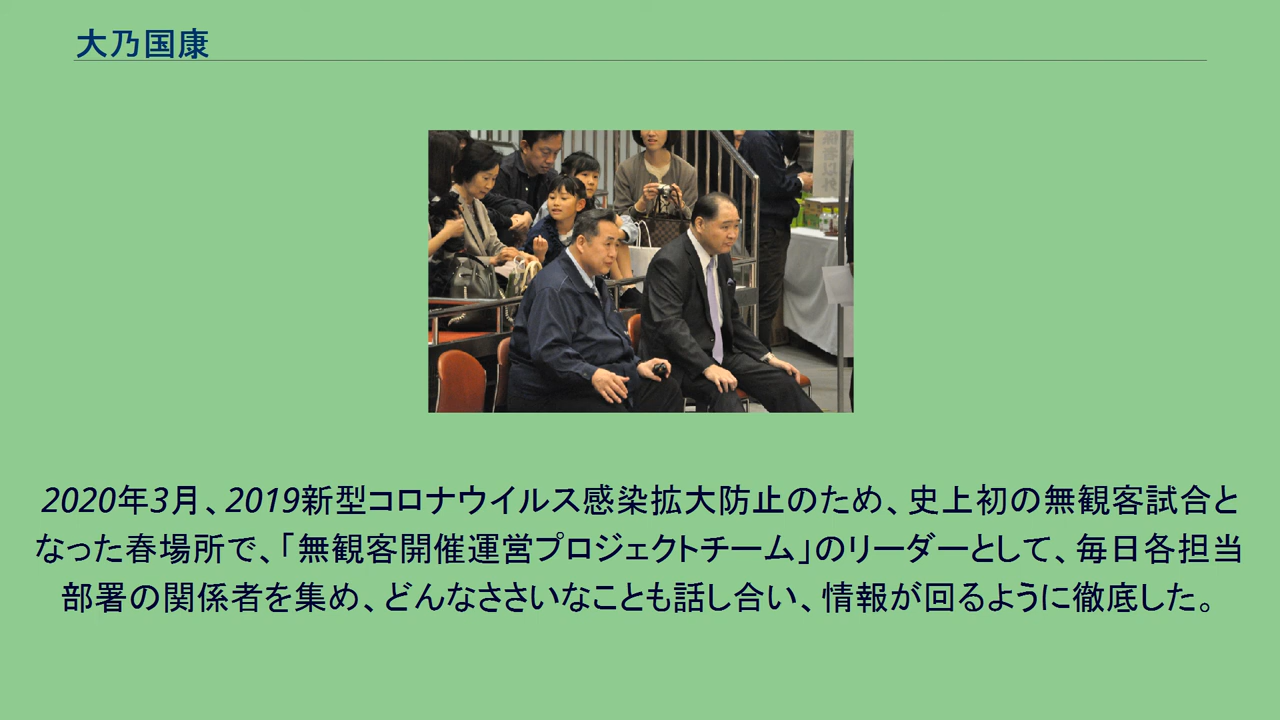 大乃国康
係者以外
2020年3月、2019新型コロナウイルス感染拡大防止のため、史上初の無観客試合と
なった春場所で、「無観客開催運営プロジェクトチーム」のリーダーとして、毎日各担当
部署の関係者を集め、どんなささいなことも話し合い、情報が回るように徹底した。